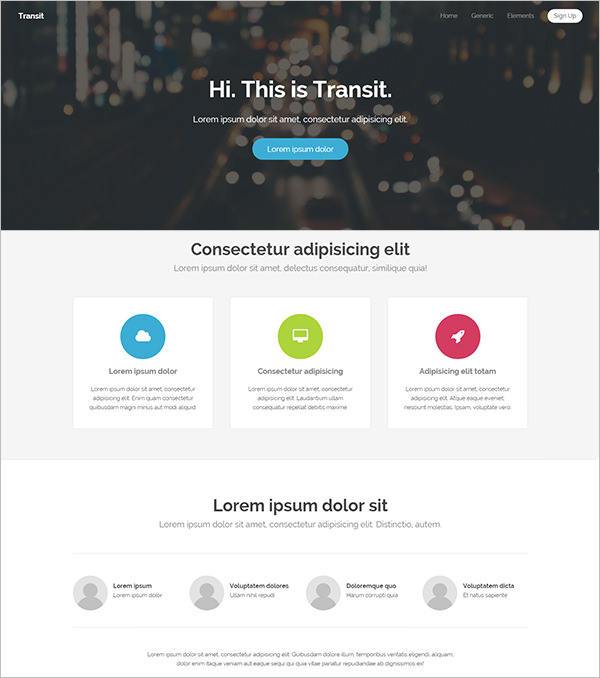 Transit
Home Generic Elements Sign Up
Hi. This is Transit.
Lorem ipsum dolor sit amet, consectetur adipisicing elit.
Lorem ipsum dolor
Consectetur adipisicing elit
Lorem ipsum dolor sit amet, delectus consequatur, similique quia!
Lorem ipsum dolor
Lorem ipsum dolor sit amet, consectetur
adipisicing elit. Enim quam consectetur
quibusdam magni minus aut modi aliquid
Consectetur adipisicing
Lorem ipsum dolor sit amet, consectetur
adipisicing elit. Laudantium ullam
consequatur repellat debitis maxime
Adipisicing elit totam
Lorem ipsum dolor sit amet, consectetur
adipisicing elit. Atque eaque eveniet,
nesciunt molestias. Ipsam, voluptate vero.
Lorem ipsum dolor sit
Lorem ipsum dolor sit amet, consectetur adipisicing elit. Distinctio, autem.
Lorem ipsum
Lorem ipsum dolor
Voluptatem dolores
Ullam nihil repudi
Doloremque quo
Harum corrupti quia
Voluptatem dicta
Et natus sapiente
Lorem ipsum dolor sit amet, consectetur adipisicing elit. Quibusdam dolore illum, temporibus veritatis eligendi, aliquam,
dolor enim itaque veniam aut eaque sequi qui quia vitae pariatur repudiandae ab dignissimos ex!